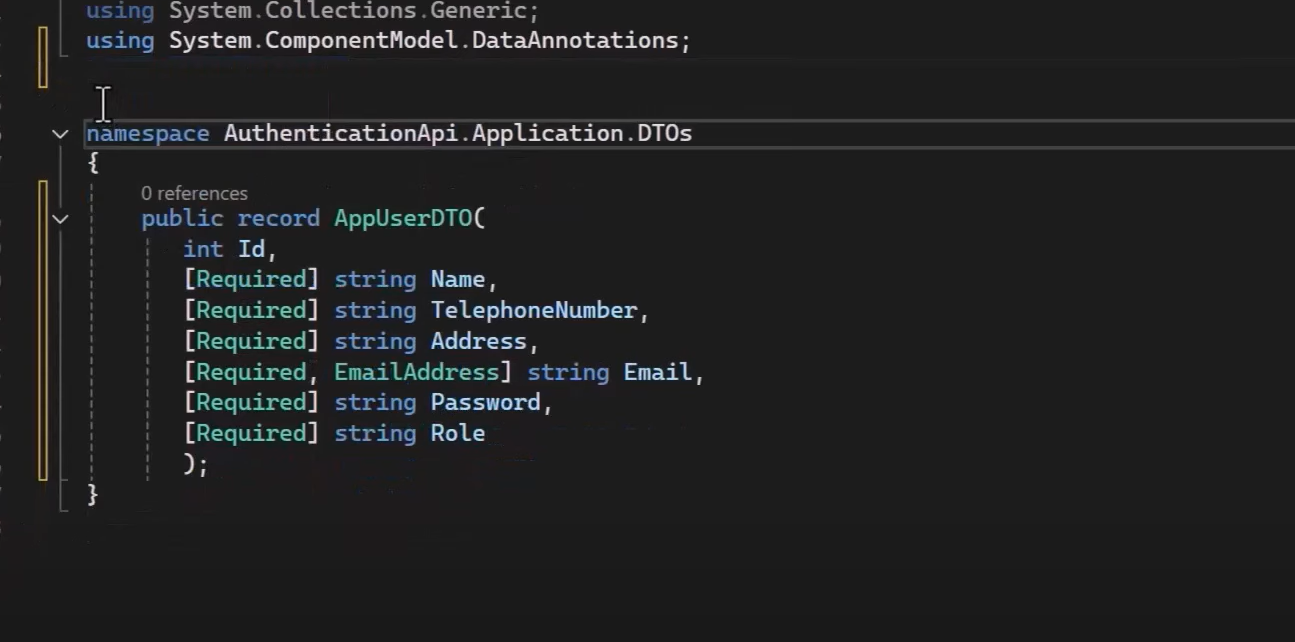 using System.Collections.Generic;
using System.ComponentModel.DataAnnotations;
namespace AuthenticationApi.Application.DTOs
{
0 references
public record AppUserDTO(
int Id,
[Required] string Name,
[Required] string TelephoneNumber,
[Required] string Address,
[Required, EmailAddress] string Email,
[Required] string Password,
[Required] string Role
);
}